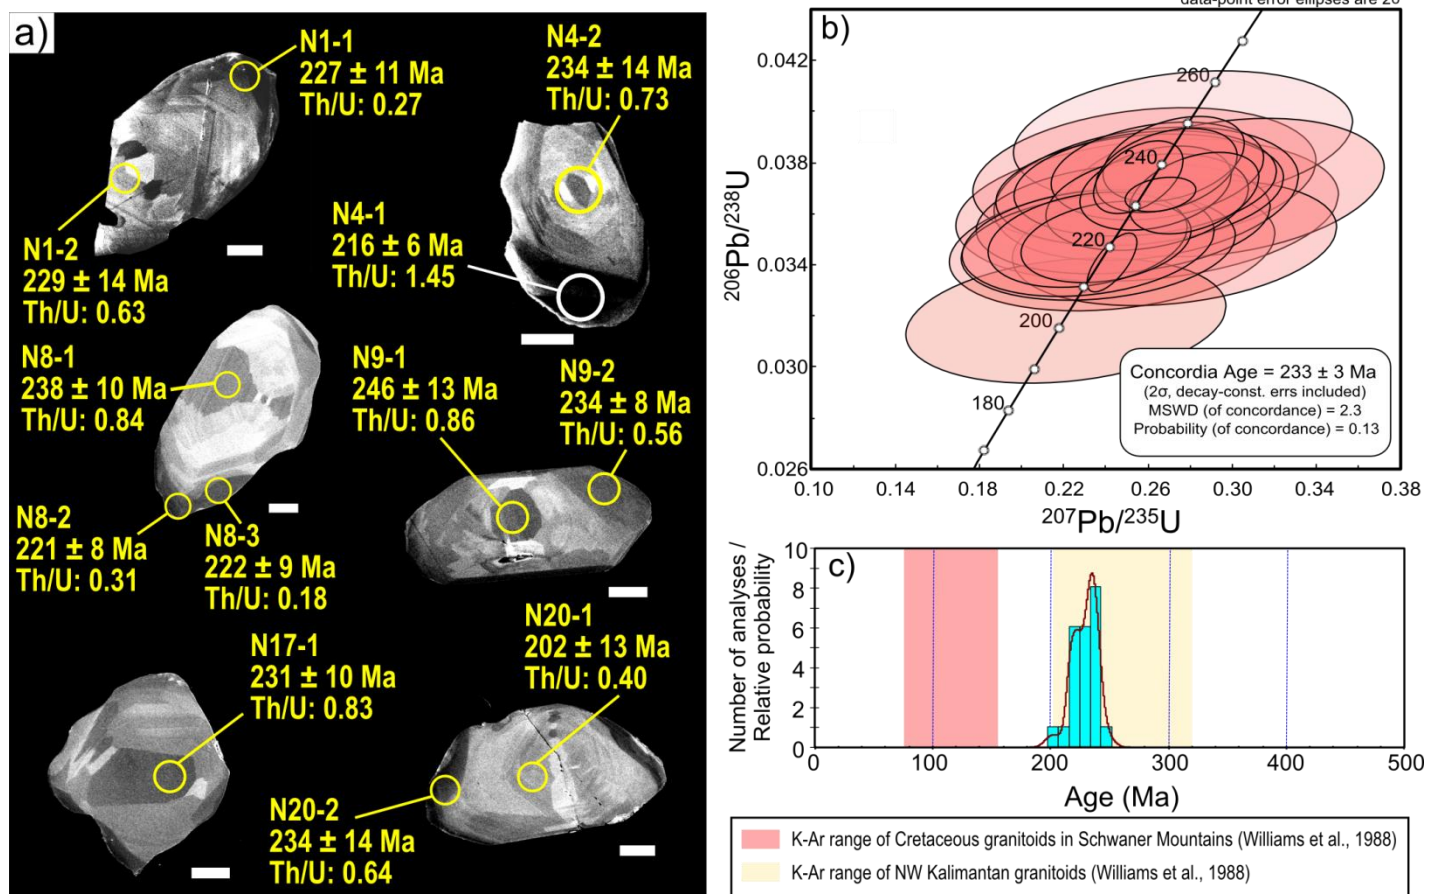 a)
N1-1
227 ± 11 Ma
Th/U: 0.27
N4-2
234 ± 14 Ma
Th/U: 0.73
N4-1
216 ± 6 Ma
Th/U: 1.45
N1-2
229 ± 14 Ma
Th/U: 0.63
N8-1
238 ± 10 Ma
Th/U: 0.84
N9-1
246 ± 13 Ma
Th/U: 0.86
N9-2
234 ± 8 Ma
Th/U: 0.56
N8-2
221 ± 8 Ma
Th/U: 0.31
N8-3
222 ± 9 Ma
Th/U: 0.18
N17-1
231 ± 10 Ma
Th/U: 0.83
N20-1
202 ± 13 Ma
Th/U: 0.40
N20-2
234 ± 14 Ma
Th/U: 0.64
data-point error ellipses are 2σ
b)
0.042
0.038
0.034
0.030
0.026
²⁰⁶Pb/²³⁸U
260
240
220
200
180
Concordia Age = 233 ± 3 Ma
(2σ, decay-const. errs included)
MSWD (of concordance) = 2.3
Probability (of concordance) = 0.13
0.10 0.14 0.18 0.22 0.26 0.30 0.34 0.38
²⁰⁷Pb/²³⁵U
c)
Number of analyses /
Relative probability
10
8
6
4
2
0
0 100 200 300 400 500
Age (Ma)
K-Ar range of Cretaceous granitoids in Schwaner Mountains (Williams et al., 1988)
K-Ar range of NW Kalimantan granitoids (Williams et al., 1988)